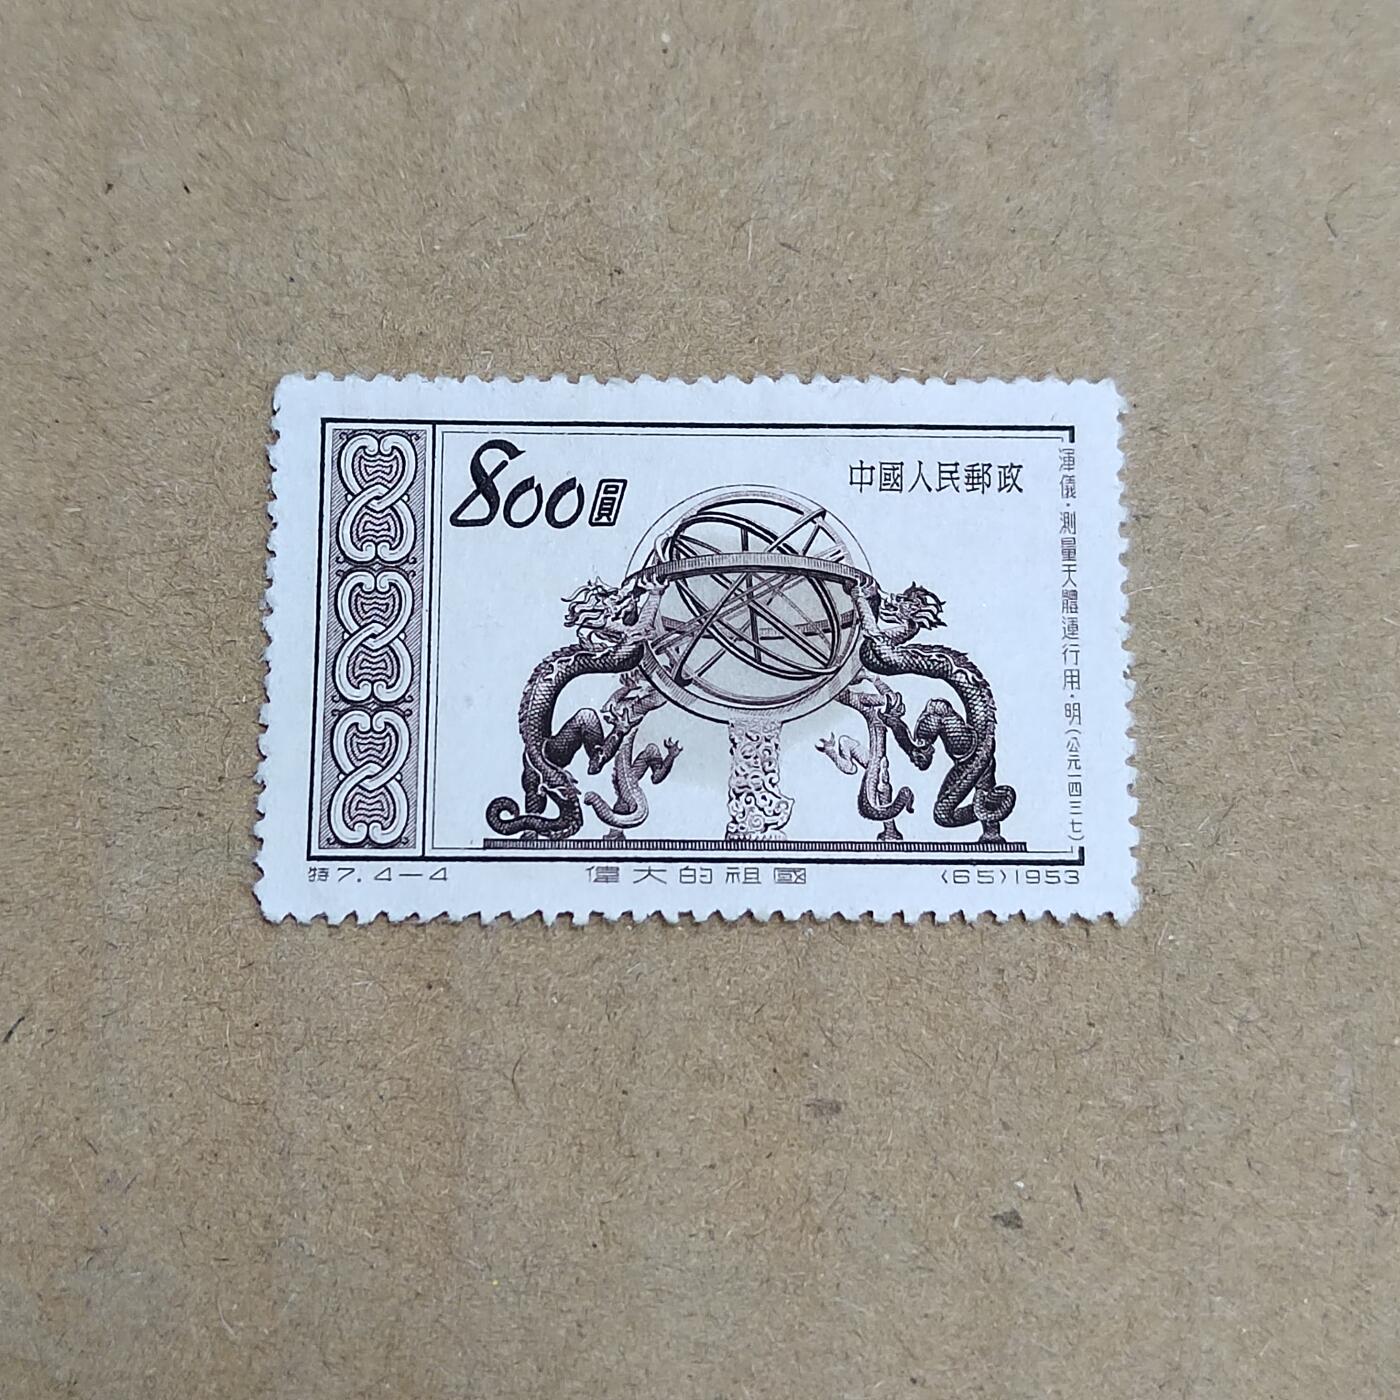 800圓
中國人民郵政
渾儀·測量天體運行用·明(公元一四三七)
特7.4—4
偉大的祖國
(65)1953